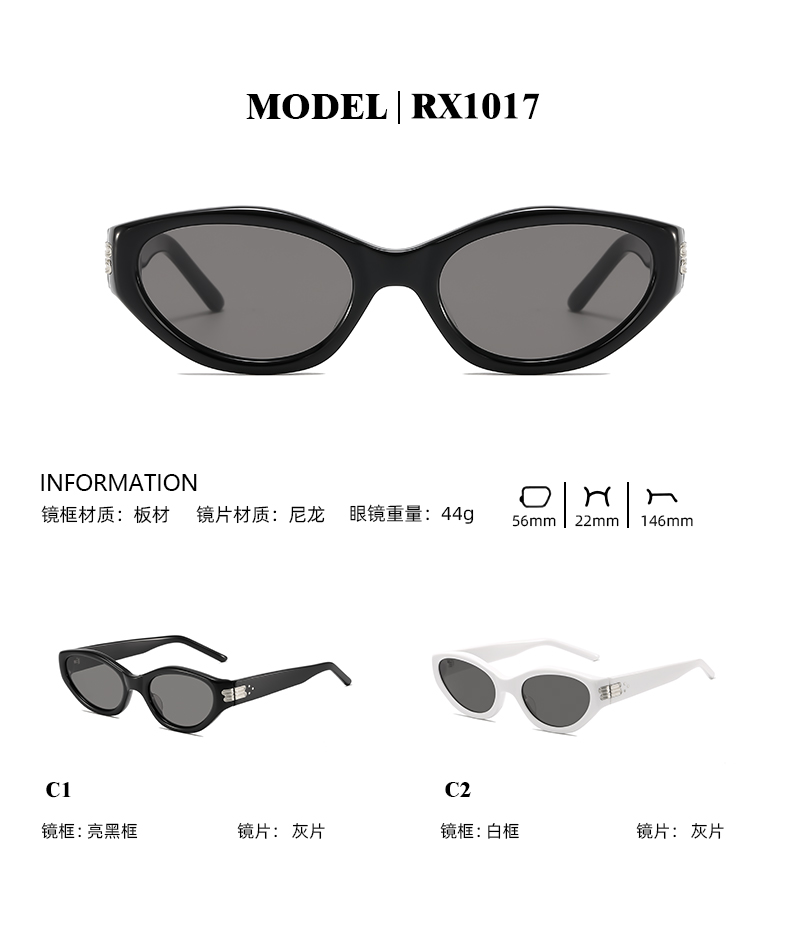 MODEL | RX1017
INFORMATION
镜框材质：板材 镜片材质：尼龙 眼镜重量：44g
56mm 22mm 146mm
C1 C2
镜框：亮黑框 镜片：灰片 镜框：白框 镜片：灰片